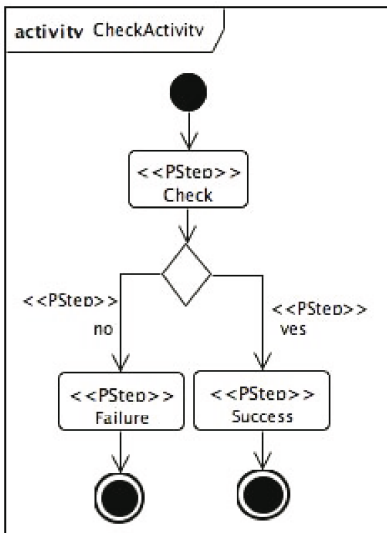 activity CheckActivity
<<PStep>>
Check
<<PStep>>
no
<<PStep>>
yes
<<PStep>>
Failure
<<PStep>>
Success